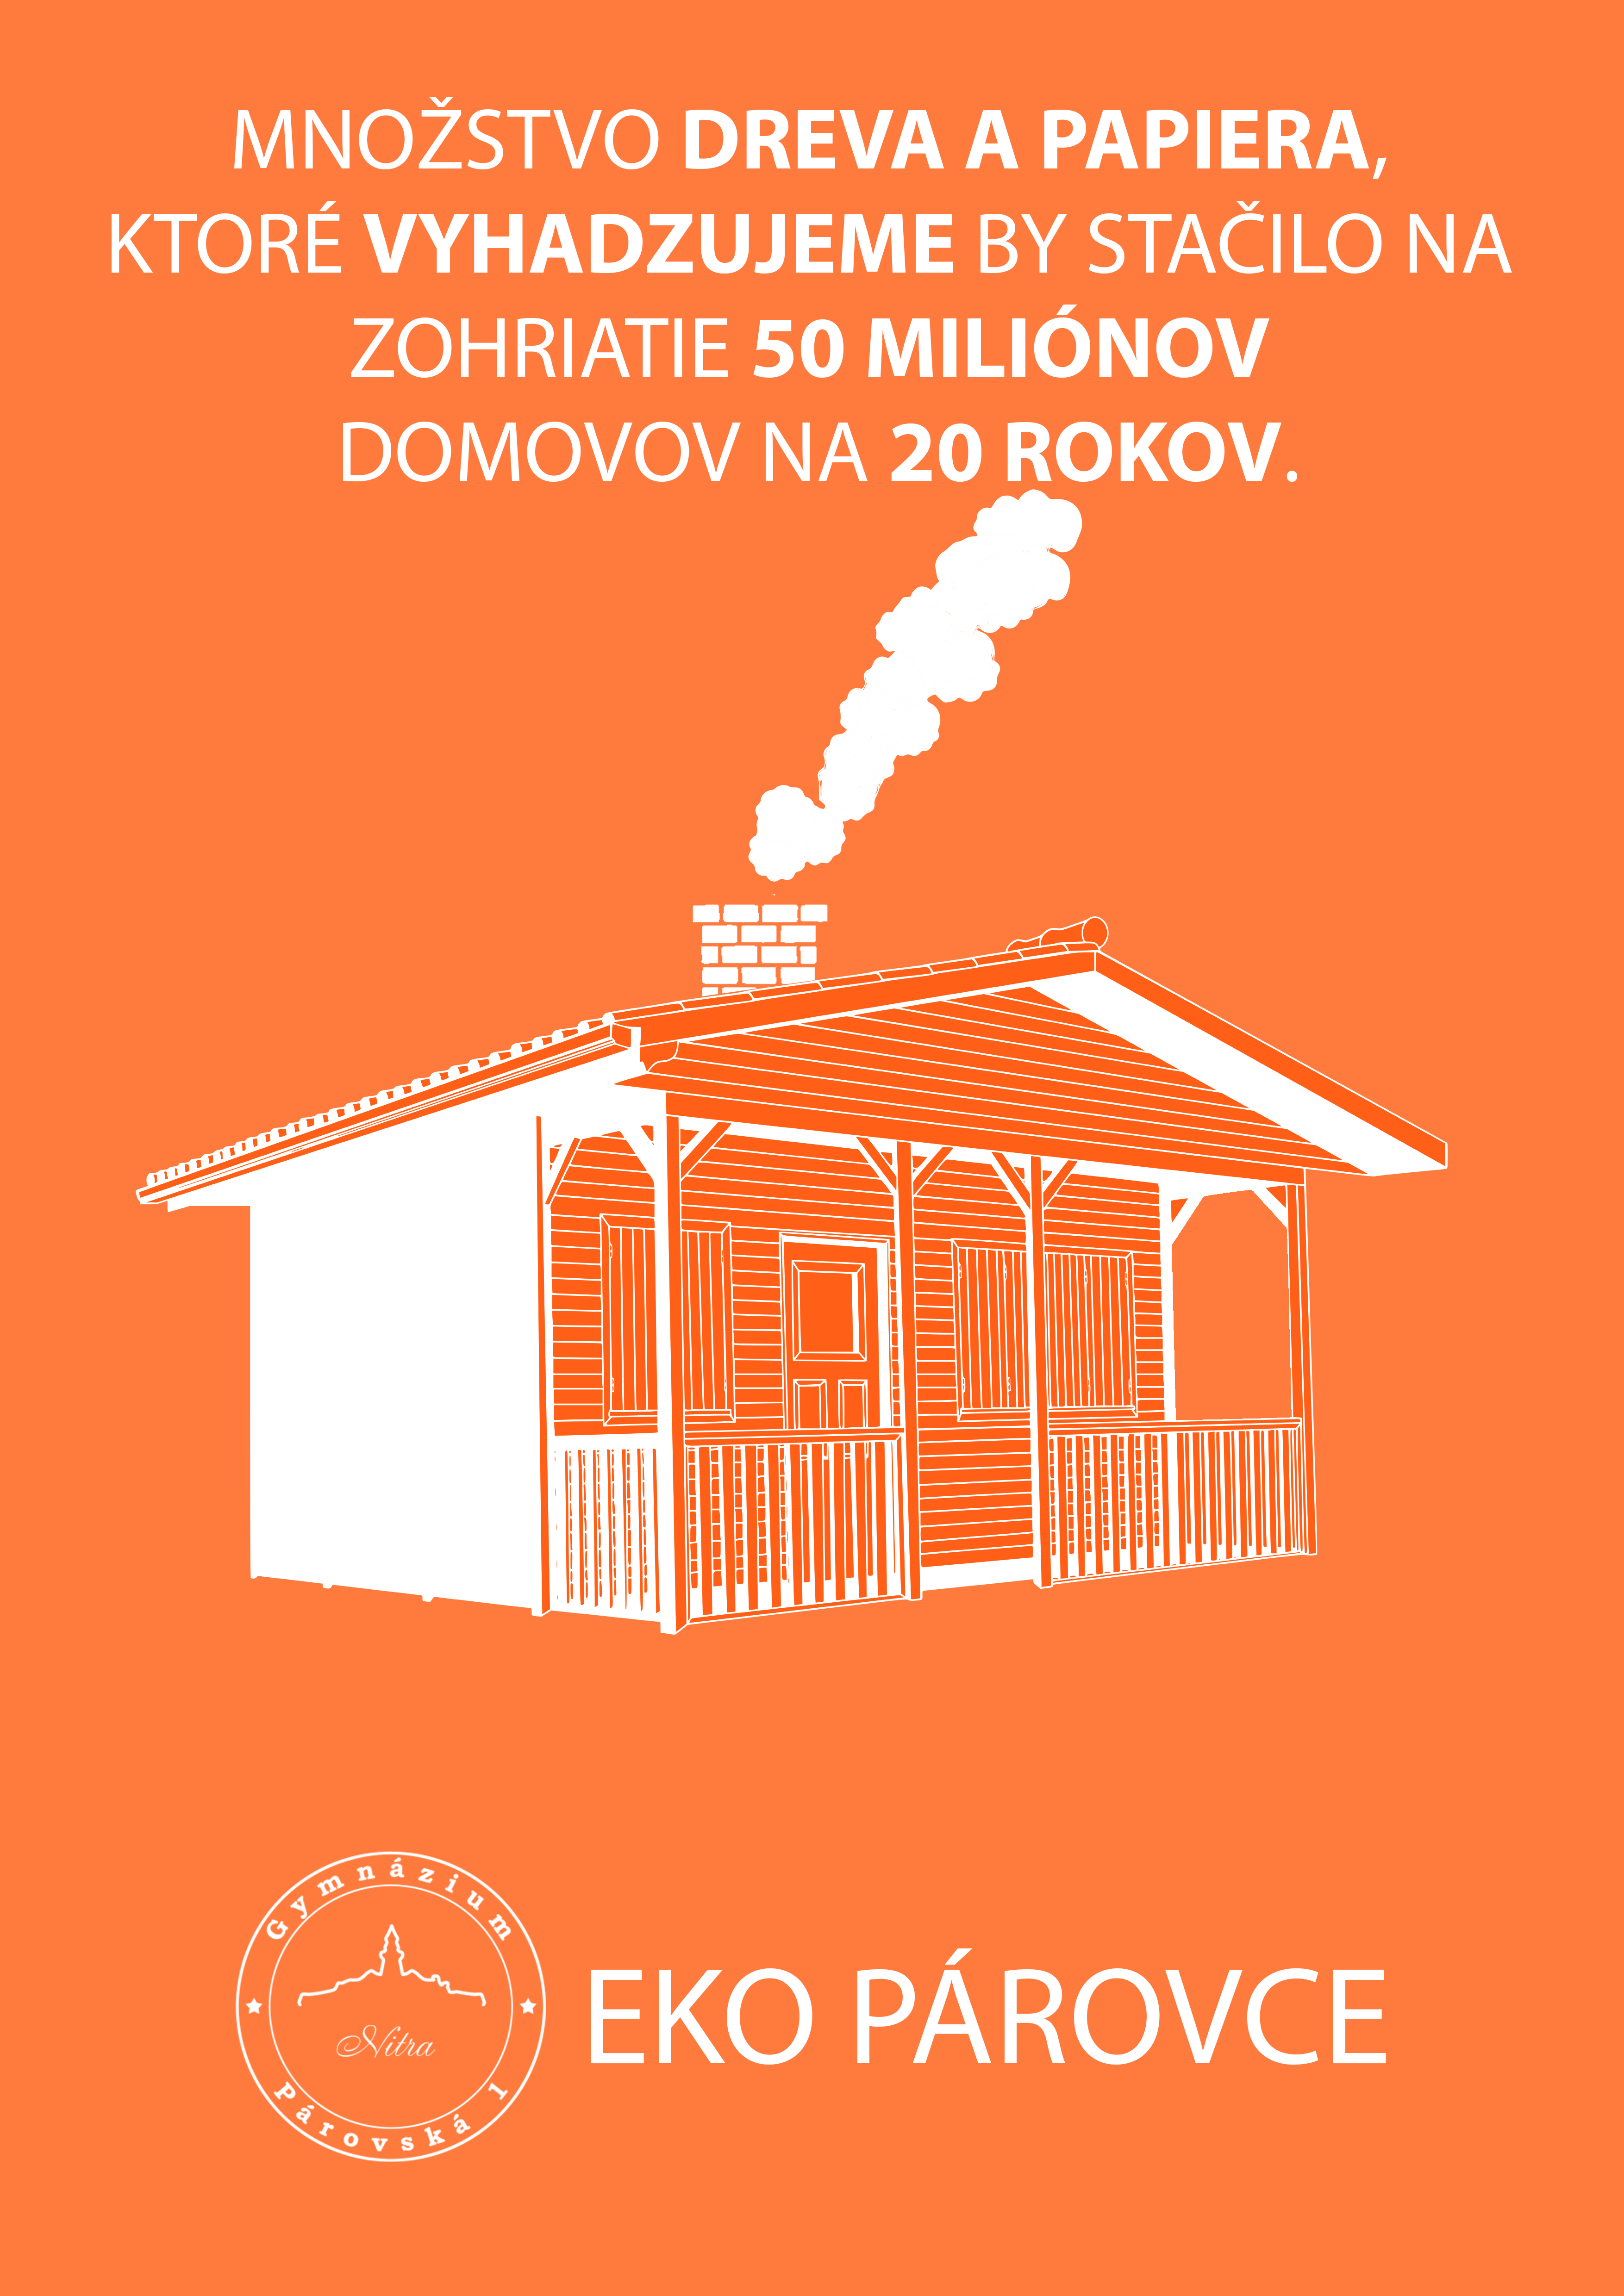 MNOŽSTVO DREVA A PAPIERA,
KTORÉ VYHADZUJEME BY STAČILO NA
ZOHRIATIE 50 MILIÓNOV
DOMOVOV NA 20 ROKOV.
Gymnázium
Nitra
Párovská 1
EKO PÁROVCE